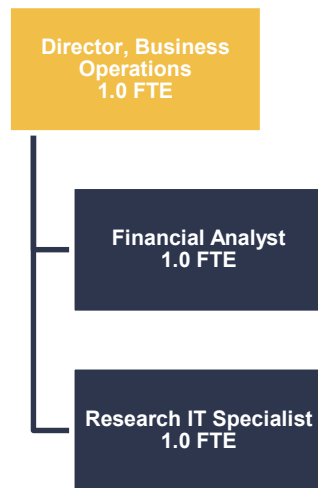 Director, Business
Operations
1.0 FTE
Financial Analyst
1.0 FTE
Research IT Specialist
1.0 FTE